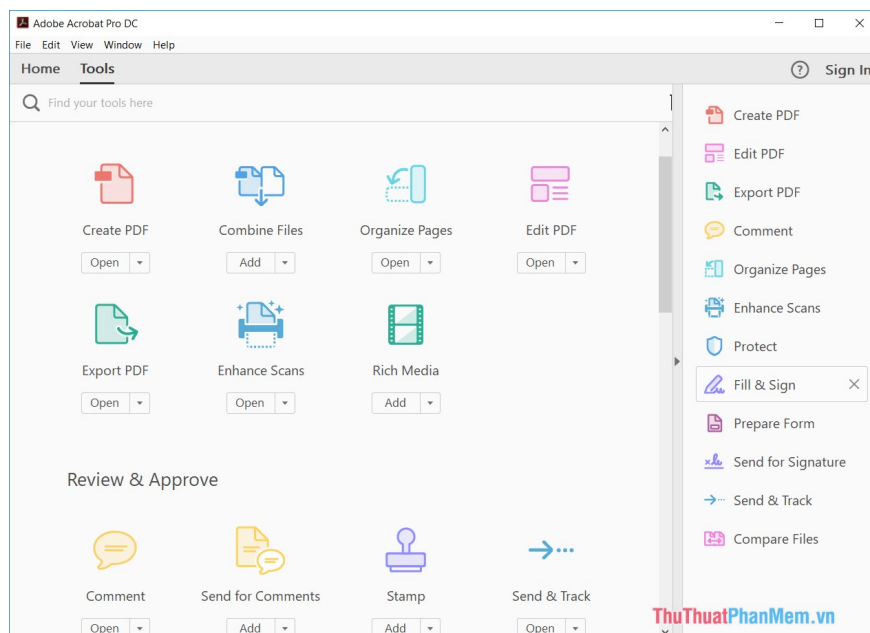 Adobe Acrobat Pro DC
File Edit View Window Help
Home Tools
? Sign In
Find your tools here
Create PDF Combine Files Organize Pages Edit PDF
Open Add Open Open
Export PDF Enhance Scans Rich Media
Open Open Add
Review & Approve
Comment Send for Comments Stamp Send & Track
Open Add Add Open
Create PDF
Edit PDF
Export PDF
Comment
Organize Pages
Enhance Scans
Protect
Fill & Sign
Prepare Form
Send for Signature
Send & Track
Compare Files
ThuThuatPhanMem.vn